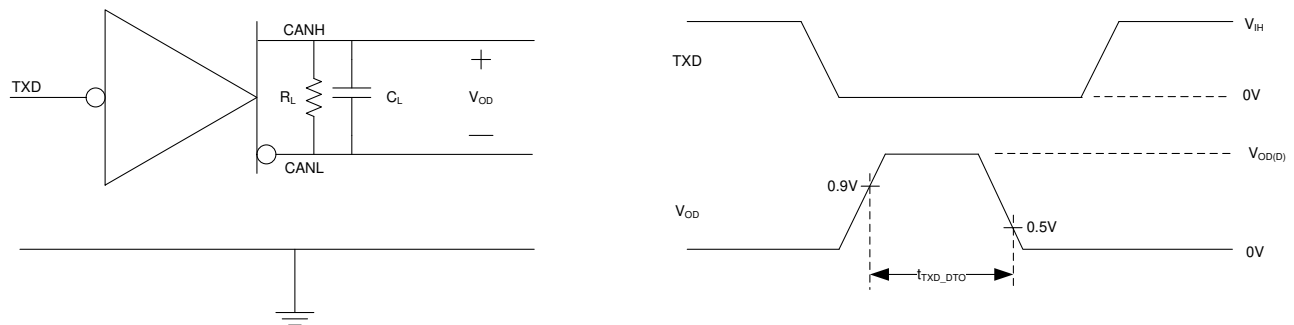 CANH
TXD
R_L
C_L
+
V_OD
—
CANL
V_IH
TXD
0V
V_OD(D)
0.9V
V_OD
0.5V
0V
t_TXD_DTO